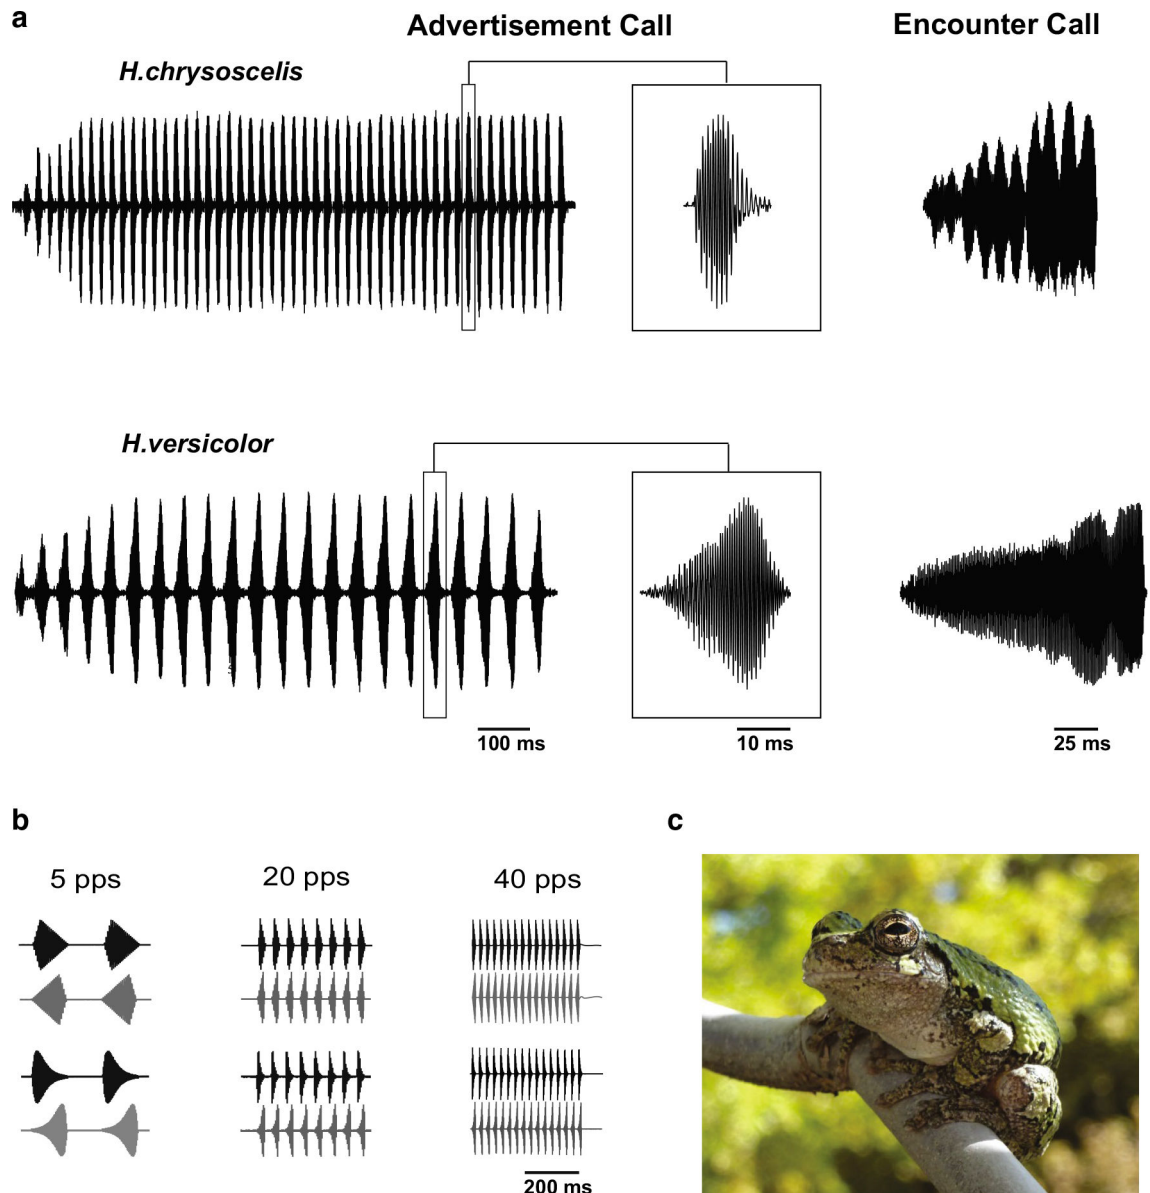 a
Advertisement Call
Encounter Call
H.chrysoscelis
H.versicolor
100 ms
10 ms
25 ms
b
c
5 pps
20 pps
40 pps
200 ms